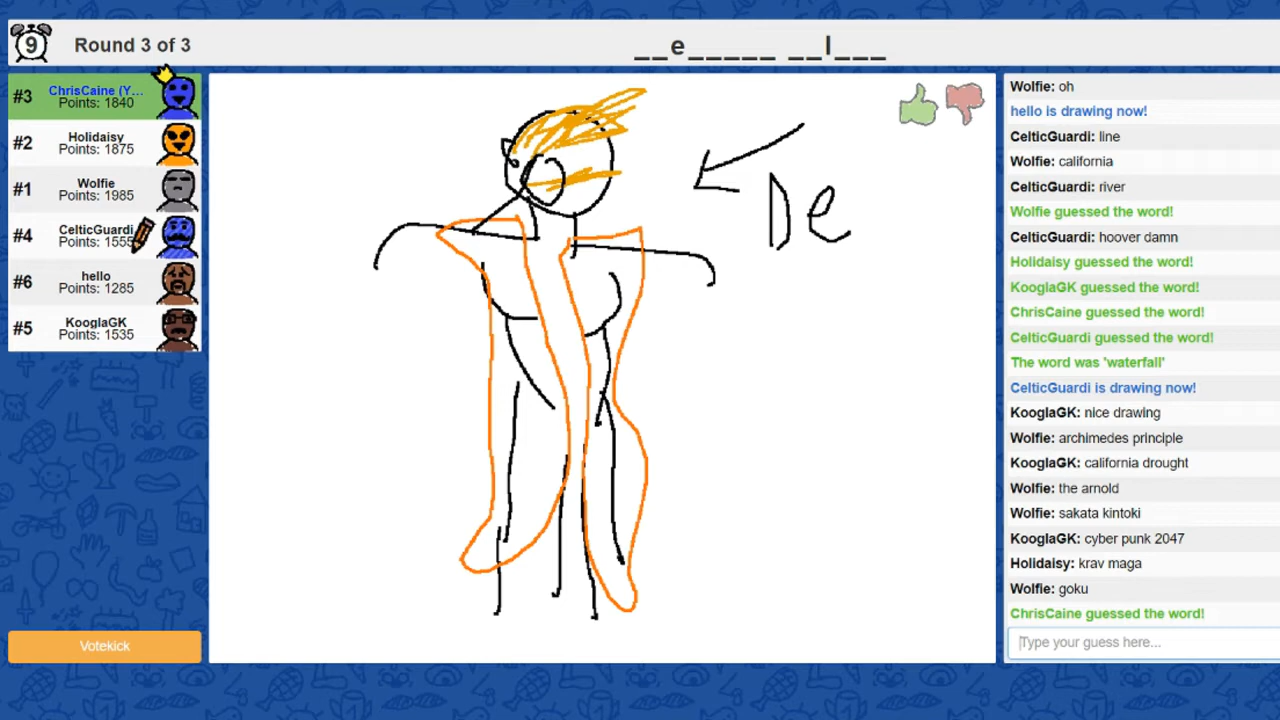 9
Round 3 of 3
__e_____ __l___
#3
ChrisCaine (Y...
Points: 1840
#2
Holidaisy
Points: 1875
#1
Wolfie
Points: 1985
#4
CelticGuardi
Points: 1555
#6
hello
Points: 1285
#5
KooglaGK
Points: 1535
Votekick
De
Wolfie: oh
hello is drawing now!
CelticGuardi: line
Wolfie: california
CelticGuardi: river
Wolfie guessed the word!
CelticGuardi: hoover damn
Holidaisy guessed the word!
KooglaGK guessed the word!
ChrisCaine guessed the word!
CelticGuardi guessed the word!
The word was 'waterfall'
CelticGuardi is drawing now!
KooglaGK: nice drawing
Wolfie: archimedes principle
KooglaGK: california drought
Wolfie: the arnold
Wolfie: sakata kintoki
KooglaGK: cyber punk 2047
Holidaisy: krav maga
Wolfie: goku
ChrisCaine guessed the word!
Type your guess here...